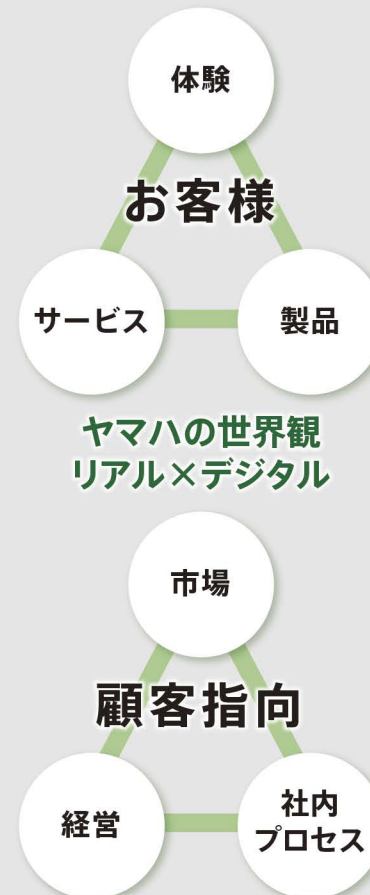 体験
お客様
サービス
製品
ヤマハの世界観
リアル×デジタル
市場
顧客指向
経営
社内
プロセス